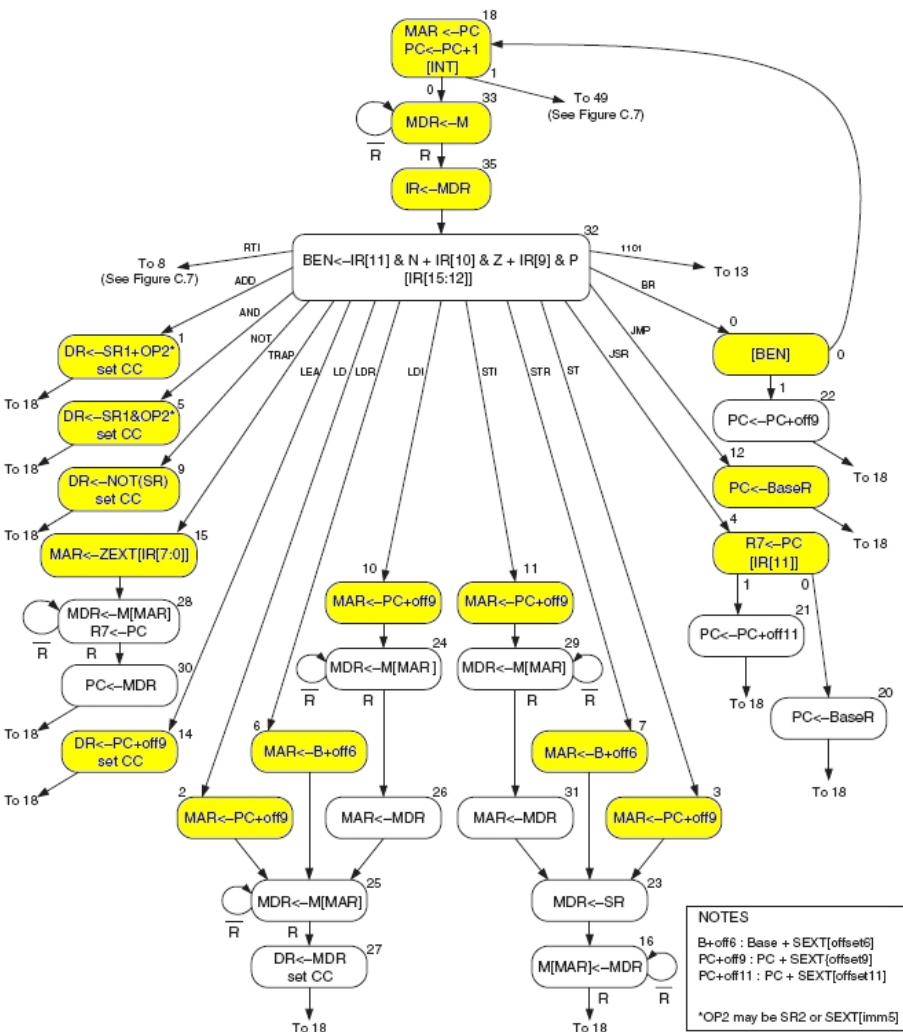 18
MAR <–PC
PC<–PC+1
[INT]
0
1
To 49
(See Figure C.7)
33
MDR<–M
R
R
35
IR<–MDR
32
BEN<–IR[11] & N + IR[10] & Z + IR[9] & P
[IR[15:12]]
RTI
To 8
(See Figure C.7)
1101
To 13
ADD
AND
NOT
TRAP
LEA
LD
LDR
LDI
STI
STR
ST
JSR
JMP
BR
1
DR<–SR1+OP2*
set CC
To 18
5
DR<–SR1&OP2*
set CC
To 18
9
DR<–NOT(SR)
set CC
To 18
15
MAR<–ZEXT[IR[7:0]]
28
MDR<–M[MAR]
R7<–PC
R
R
30
PC<–MDR
To 18
14
DR<–PC+off9
set CC
To 18
0
[BEN]
0
1
22
PC<–PC+off9
To 18
12
PC<–BaseR
To 18
4
R7<–PC
[IR[11]]
1
0
21
PC<–PC+off11
To 18
20
PC<–BaseR
To 18
10
MAR<–PC+off9
11
MAR<–PC+off9
24
MDR<–M[MAR]
R
R
29
MDR<–M[MAR]
R
R
6
MAR<–B+off6
7
MAR<–B+off6
2
MAR<–PC+off9
26
MAR<–MDR
31
MAR<–MDR
3
MAR<–PC+off9
25
MDR<–M[MAR]
R
R
23
MDR<–SR
27
DR<–MDR
set CC
To 18
16
M[MAR]<–MDR
R
R
To 18
NOTES
B+off6 : Base + SEXT[offset6]
PC+off9 : PC + SEXT{offset9]
PC+off11 : PC + SEXT[offset11]
*OP2 may be SR2 or SEXT[imm5]